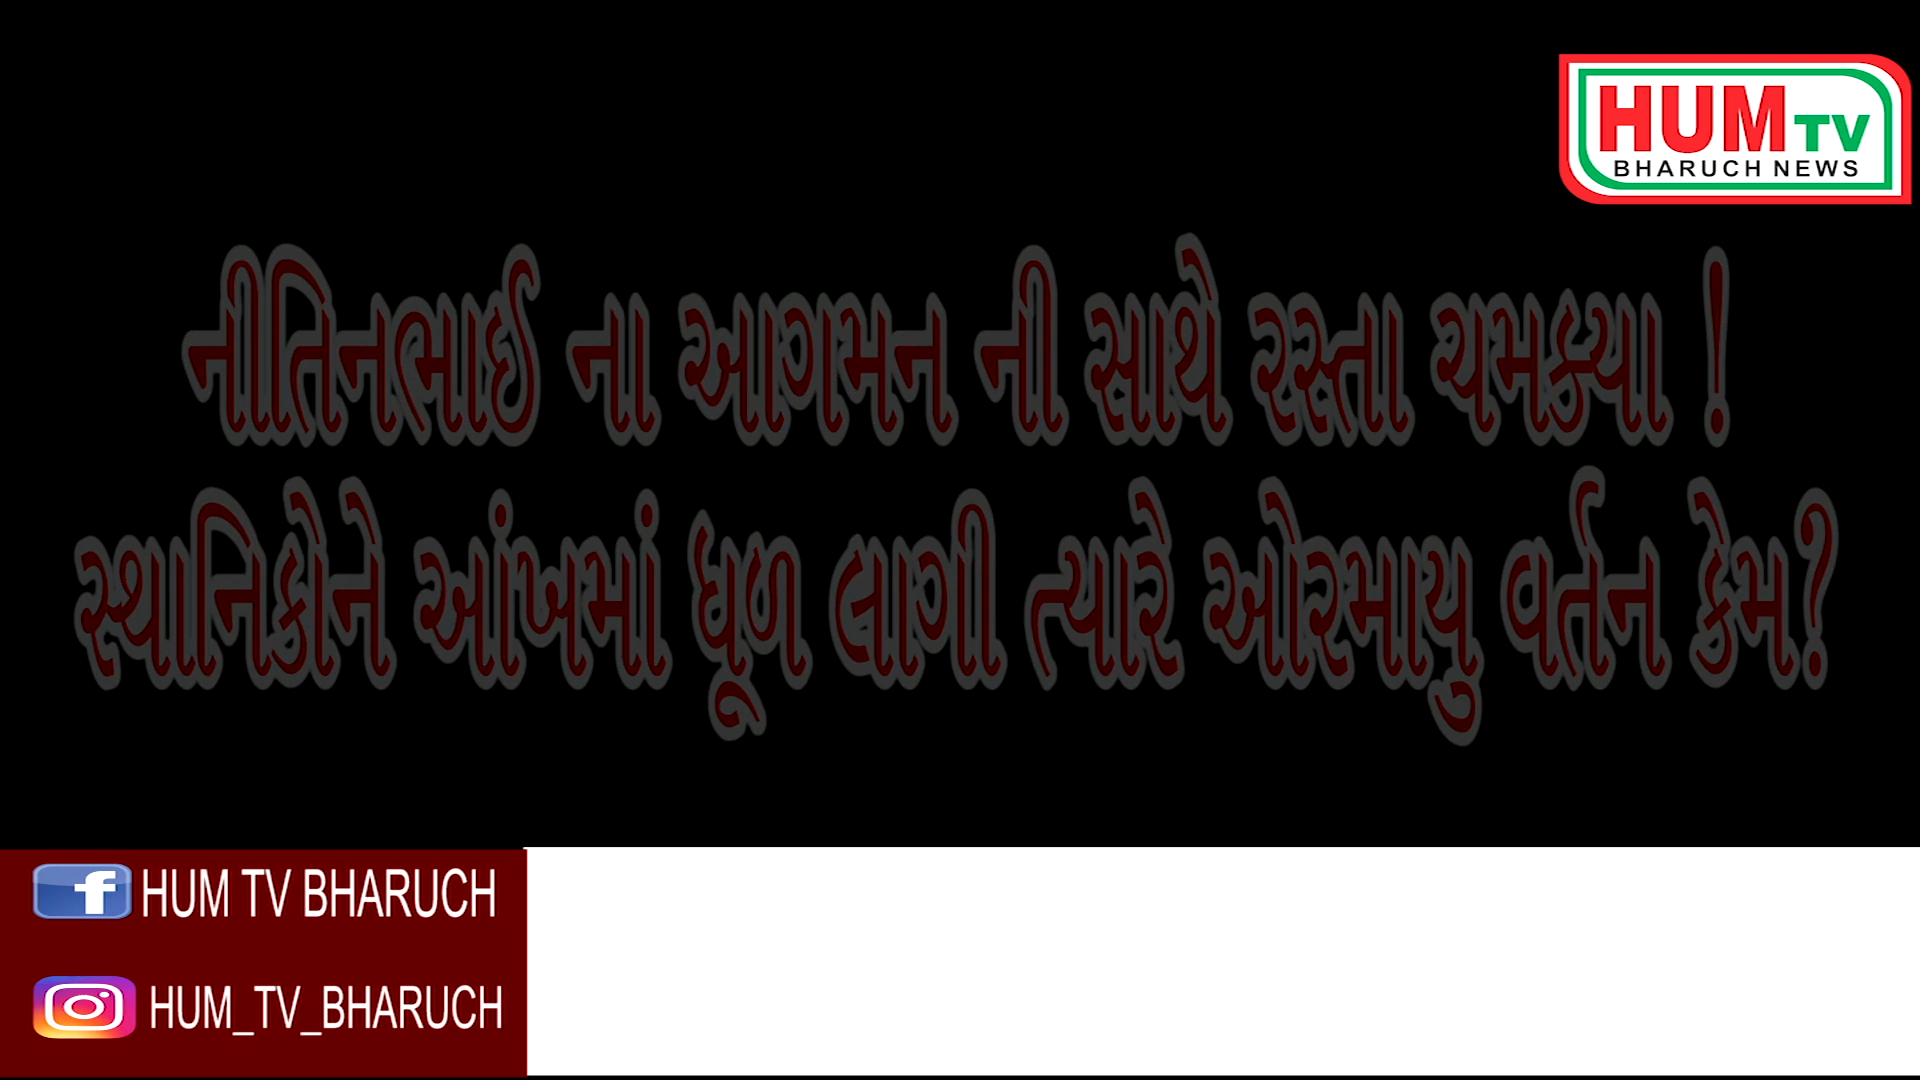 HUM TV
BHARUCH NEWS
નીતિનભાઈ ના આગમન ની સાથે રસ્તા ચમક્યા !
સ્થાનિકોને આંખમાં ધૂળ લાગી ત્યારે ઓરમાયુ વર્તન કેમ?
HUM TV BHARUCH
HUM_TV_BHARUCH